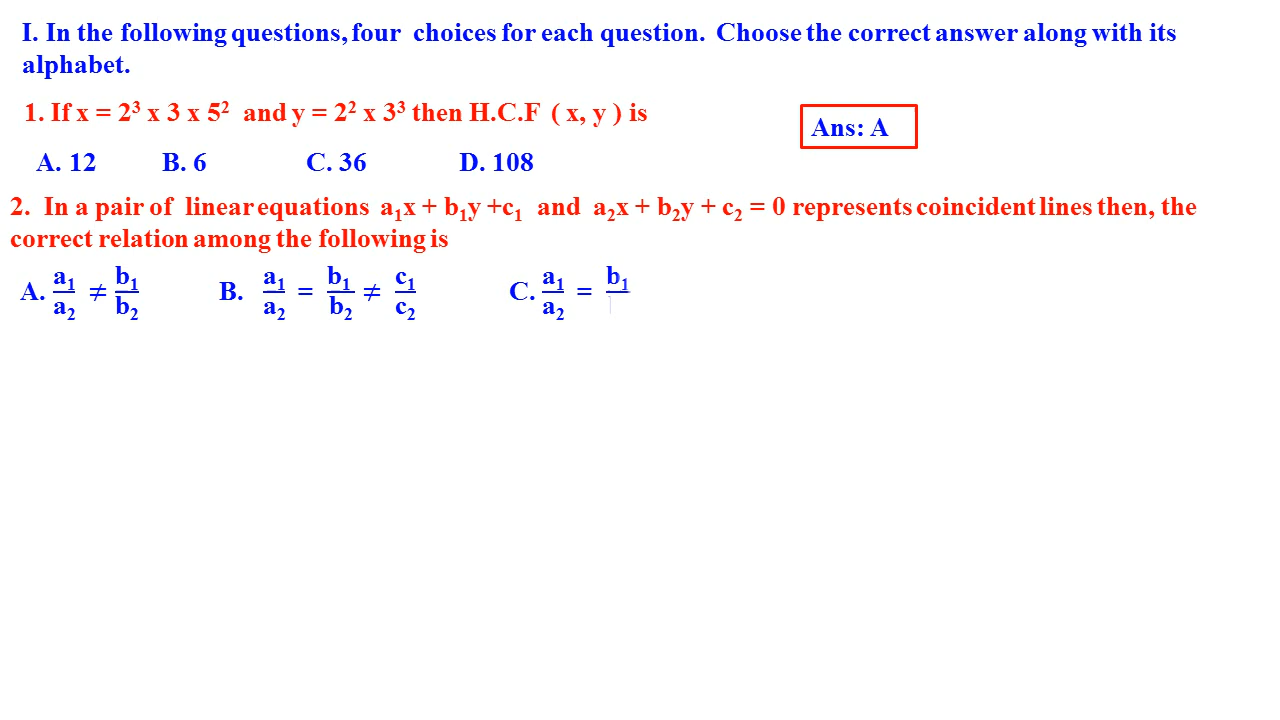 I. In the following questions, four choices for each question. Choose the correct answer along with its
alphabet.
1. If x = 2³ x 3 x 5² and y = 2² x 3³ then H.C.F ( x, y ) is
Ans: A
A. 12 B. 6 C. 36 D. 108
2. In a pair of linear equations a₁x + b₁y +c₁ and a₂x + b₂y + c₂ = 0 represents coincident lines then, the
correct relation among the following is
A. a₁/a₂ ≠ b₁/b₂ B. a₁/a₂ = b₁/b₂ ≠ c₁/c₂ C. a₁/a₂ = b₁